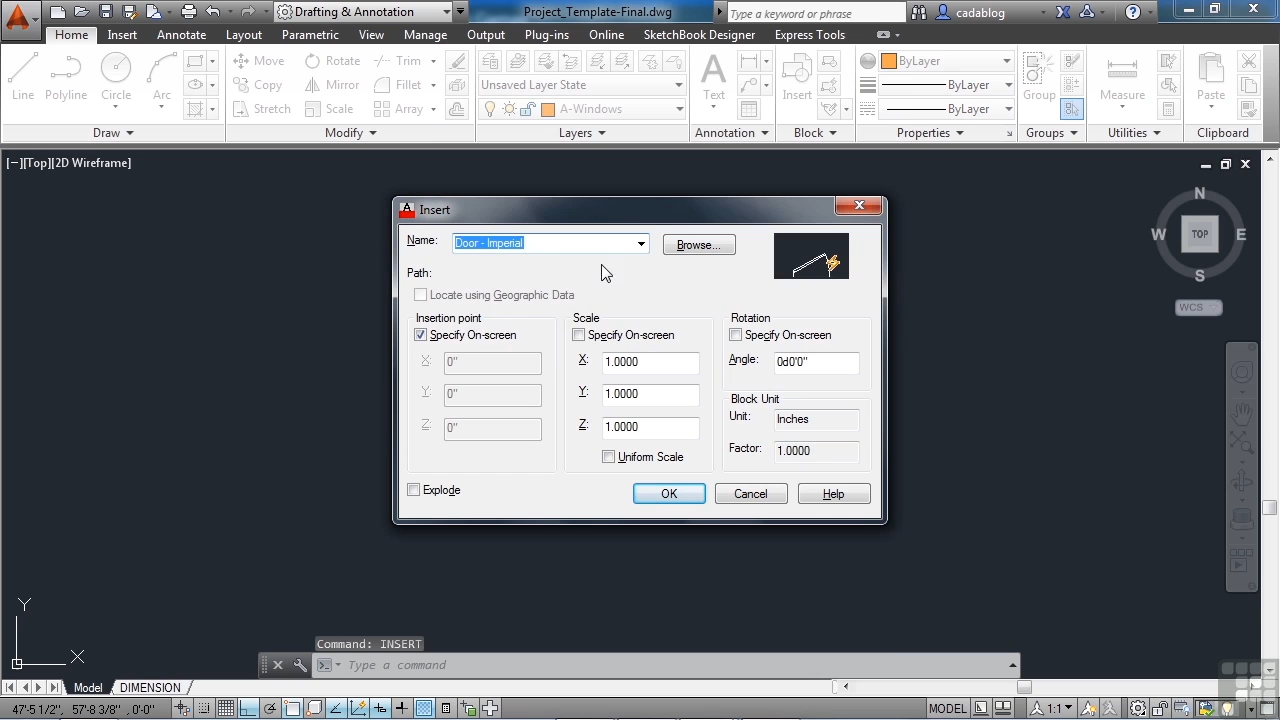 Drafting & Annotation
Project_Template-Final.dwg
Type a keyword or phrase
cadablog
Home Insert Annotate Layout Parametric View Manage Output Plug-ins Online SketchBook Designer Express Tools
Line Polyline Circle Arc
Move Rotate Trim
Copy Mirror Fillet
Stretch Scale Array
Unsaved Layer State
A-Windows
Text
Insert
ByLayer
ByLayer
ByLayer
Group
Measure
Paste
Draw Modify Layers Annotation Block Properties Groups Utilities Clipboard
[−][Top][2D Wireframe]
N
W TOP E
S
WCS
Insert
Name: Door - Imperial Browse...
Path:
Locate using Geographic Data
Insertion point
Specify On-screen
X: 0"
Y: 0"
Z: 0"
Scale
Specify On-screen
X: 1.0000
Y: 1.0000
Z: 1.0000
Uniform Scale
Rotation
Specify On-screen
Angle: 0d0'0"
Block Unit
Unit: Inches
Factor: 1.0000
Explode
OK Cancel Help
Y
X
Command: INSERT
Type a command
Model DIMENSION
47'-5 1/2", 57'-8 3/8", 0'-0" MODEL 1:1